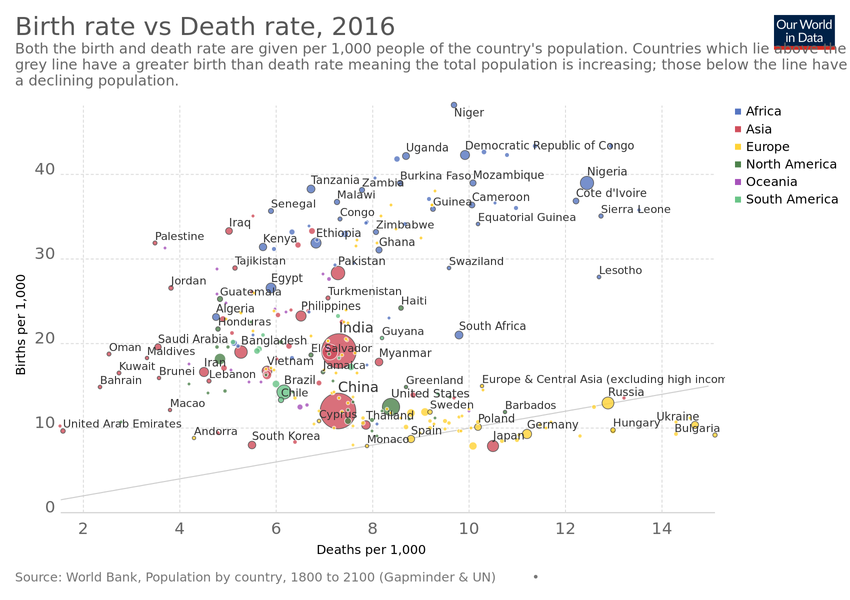 Birth rate vs Death rate, 2016
Our World
in Data
Both the birth and death rate are given per 1,000 people of the country's population. Countries which lie above the
grey line have a greater birth than death rate meaning the total population is increasing; those below the line have
a declining population.
Africa
Asia
Europe
North America
Oceania
South America
Births per 1,000
40
30
20
10
0
Niger
Uganda
Democratic Republic of Congo
Tanzania
Zambia
Burkina Faso
Mozambique
Nigeria
Malawi
Senegal
Guinea
Cameroon
Côte d'Ivoire
Congo
Equatorial Guinea
Sierra Leone
Iraq
Zimbabwe
Palestine
Kenya
Ethiopia
Ghana
Tajikistan
Pakistan
Swaziland
Lesotho
Jordan
Egypt
Guatemala
Turkmenistan
Algeria
Philippines
Haiti
Honduras
India
Guyana
South Africa
Oman
Saudi Arabia
Bangladesh
El Salvador
Maldives
Myanmar
Kuwait
Brunei
Iran
Vietnam
Jamaica
Bahrain
Lebanon
Brazil
China
Greenland
Europe & Central Asia (excluding high incom
Chile
United States
Russia
Macao
Cyprus
Thailand
Sweden
Barbados
United Arab Emirates
Andorra
South Korea
Monaco
Spain
Poland
Japan
Germany
Hungary
Ukraine
Bulgaria
2
4
6
8
10
12
14
Deaths per 1,000
Source: World Bank, Population by country, 1800 to 2100 (Gapminder & UN)